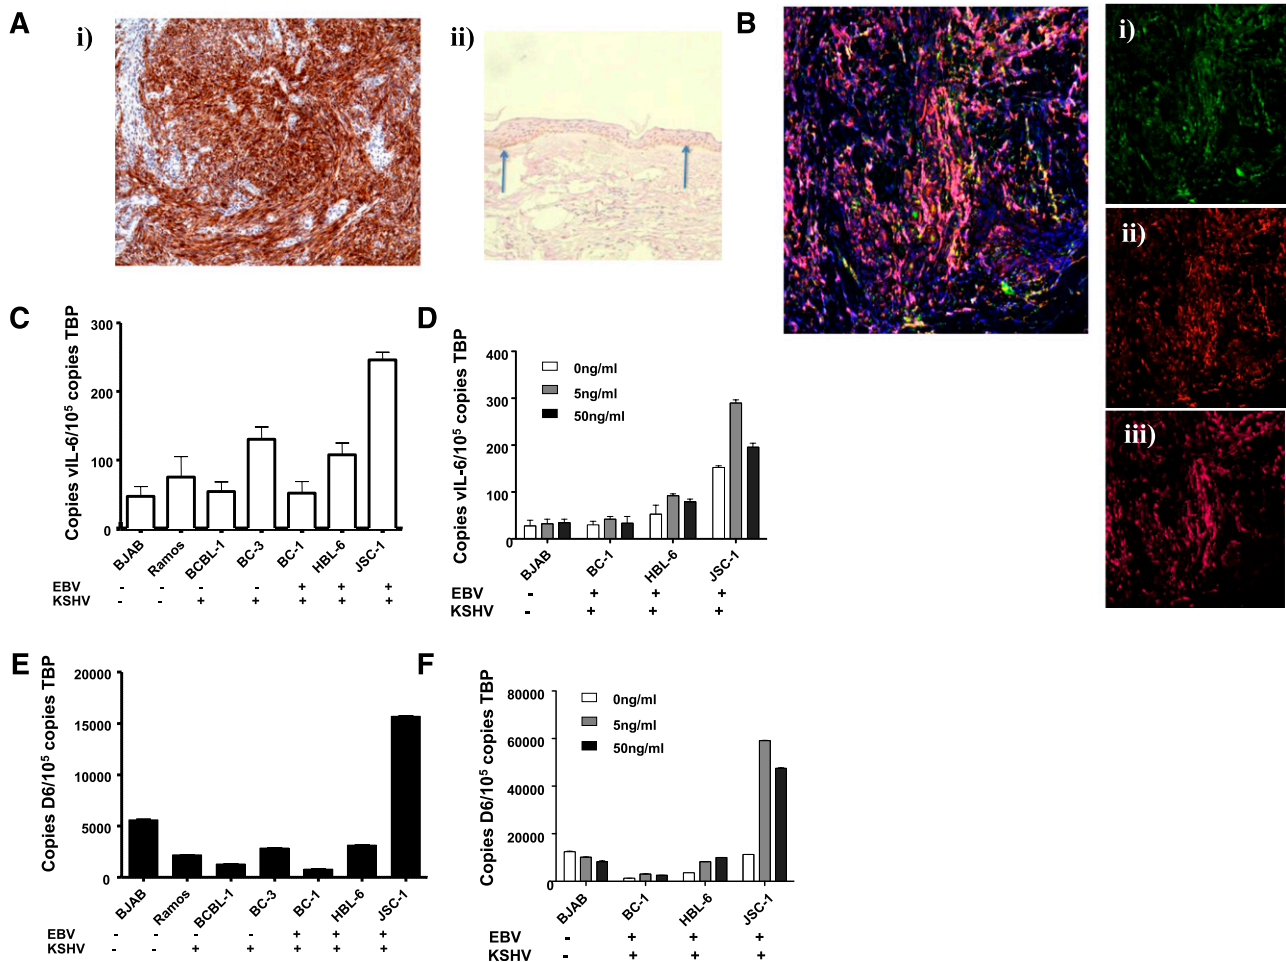 A
i)
ii)
B
i)
ii)
iii)
C
Copies vIL-6/10⁵ copies TBP
300
200
100
0
BJAB
Ramos
BCBL-1
BC-3
BC-1
HBL-6
JSC-1
EBV - - - - + + +
KSHV - - + + + + +
D
Copies vIL-6/10⁵ copies TBP
400
300
200
100
0
0ng/ml
5ng/ml
50ng/ml
BJAB
BC-1
HBL-6
JSC-1
EBV - + + +
KSHV - + + +
E
Copies D6/10⁵ copies TBP
20000
15000
10000
5000
0
BJAB
Ramos
BCBL-1
BC-3
BC-1
HBL-6
JSC-1
EBV - - - - + + +
KSHV - - + + + + +
F
Copies D6/10⁵ copies TBP
80000
60000
40000
20000
0
0ng/ml
5ng/ml
50ng/ml
BJAB
BC-1
HBL-6
JSC-1
EBV - + + +
KSHV - + + +